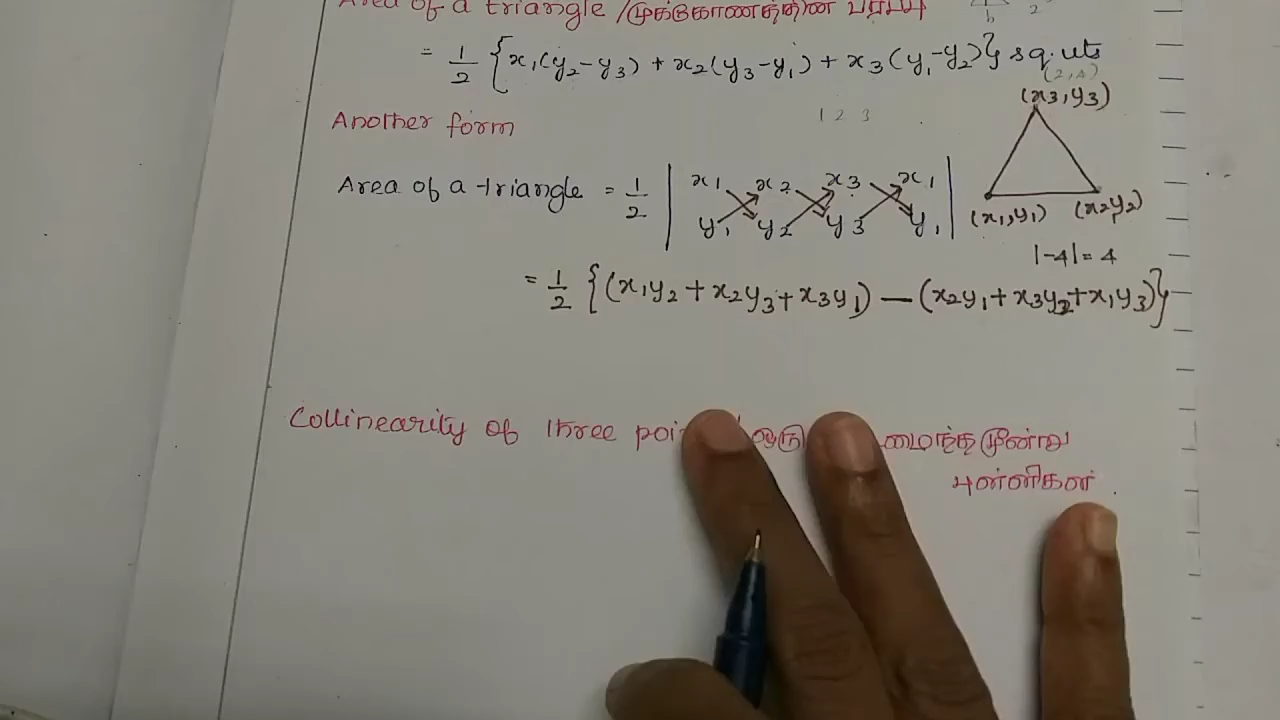 Area of a triangle / முக்கோணத்தின் பரப்பு
= 1/2 {x₁(y₂-y₃) + x₂(y₃-y₁) + x₃(y₁-y₂)} sq.uts
(2,4)
(x₃,y₃)
Another form
1 2 3
Area of a triangle = 1/2 | x₁ x₂ x₃ x₁ |
y₁ y₂ y₃ y₁
(x₁,y₁) (x₂,y₂)
|-4| = 4
= 1/2 {(x₁y₂ + x₂y₃ + x₃y₁) — (x₂y₁ + x₃y₂ + x₁y₃)}
Collinearity of three ஒரு மூன்று
புள்ளிகள்.